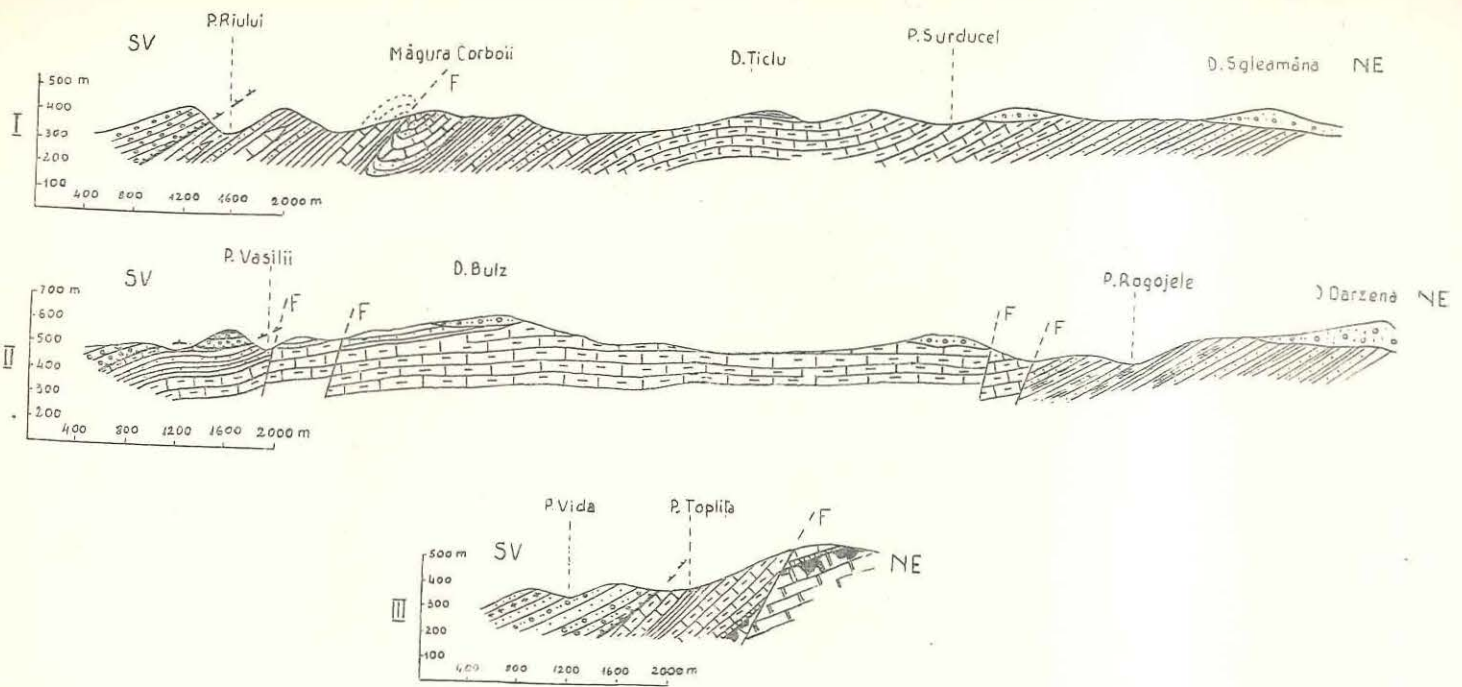 I
SV
P.Riului
Măgura Corboii
F
D.Ticlu
P.Surducel
D.Sgleamăna NE
500 m
400
300
200
100
400 800 1200 1600 2000 m
II
SV
P.Vasilii
F
F
D.Bulz
F
F
P.Rogojele
Darzena NE
700 m
600
500
400
300
200
400 800 1200 1600 2000 m
III
SV
P.Vida
P.Toplița
F
NE
500 m
400
300
200
100
400 800 1200 1600 2000 m